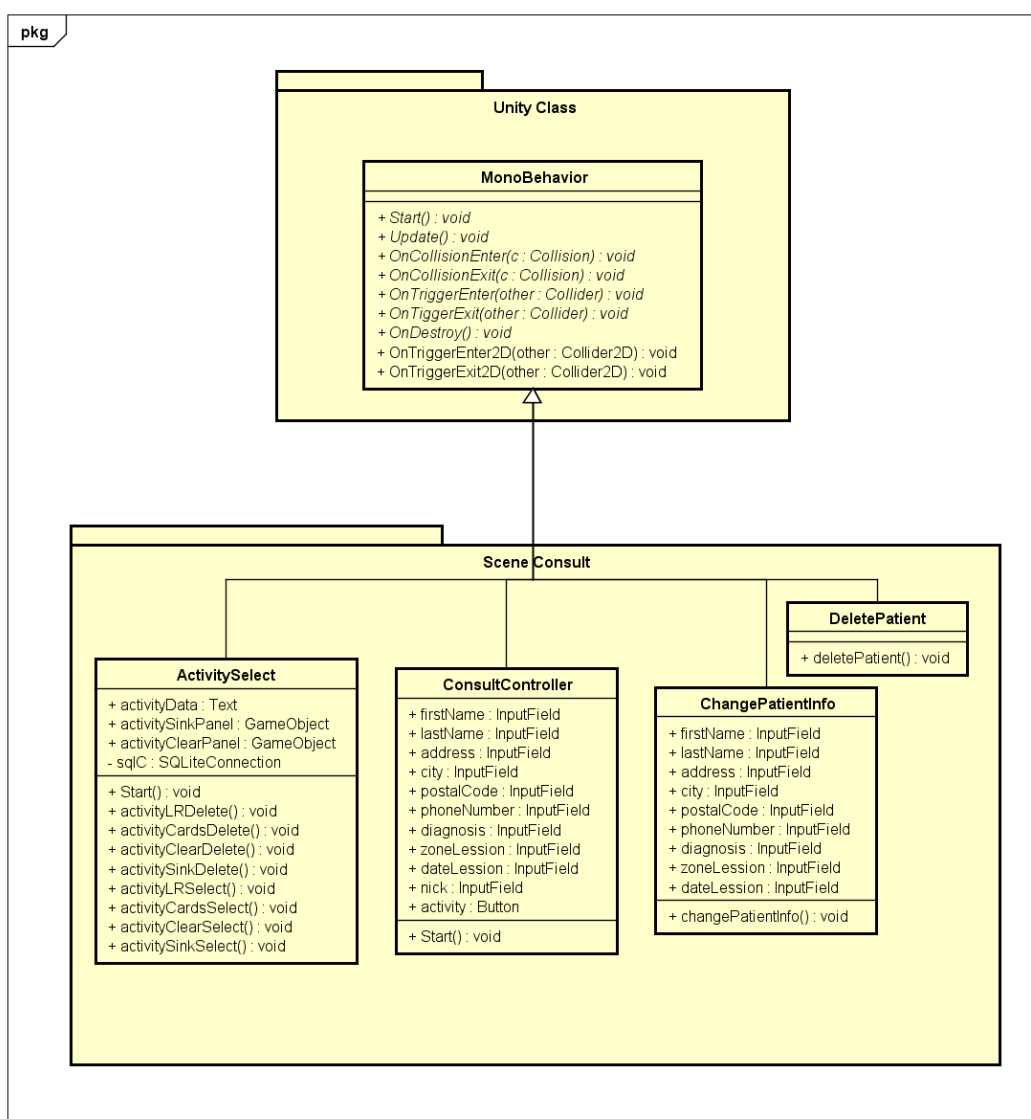 pkg
Unity Class
MonoBehavior
+ Start() : void
+ Update() : void
+ OnCollisionEnter(c : Collision) : void
+ OnCollisionExit(c : Collision) : void
+ OnTriggerEnter(other : Collider) : void
+ OnTiggerExit(other : Collider) : void
+ OnDestroy() : void
+ OnTriggerEnter2D(other : Collider2D) : void
+ OnTriggerExit2D(other : Collider2D) : void
Scene Consult
ActivitySelect
+ activityData : Text
+ activitySinkPanel : GameObject
+ activityClearPanel : GameObject
- sqlC : SQLiteConnection
+ Start() : void
+ activityLRDelete() : void
+ activityCardsDelete() : void
+ activityClearDelete() : void
+ activitySinkDelete() : void
+ activityLRSelect() : void
+ activityCardsSelect() : void
+ activityClearSelect() : void
+ activitySinkSelect() : void
ConsultController
+ firstName : InputField
+ lastName : InputField
+ address : InputField
+ city : InputField
+ postalCode : InputField
+ phoneNumber : InputField
+ diagnosis : InputField
+ zoneLession : InputField
+ dateLession : InputField
+ nick : InputField
+ activity : Button
+ Start() : void
ChangePatientInfo
+ firstName : InputField
+ lastName : InputField
+ address : InputField
+ city : InputField
+ postalCode : InputField
+ phoneNumber : InputField
+ diagnosis : InputField
+ zoneLession : InputField
+ dateLession : InputField
+ changePatientInfo() : void
DeletePatient
+ deletePatient() : void